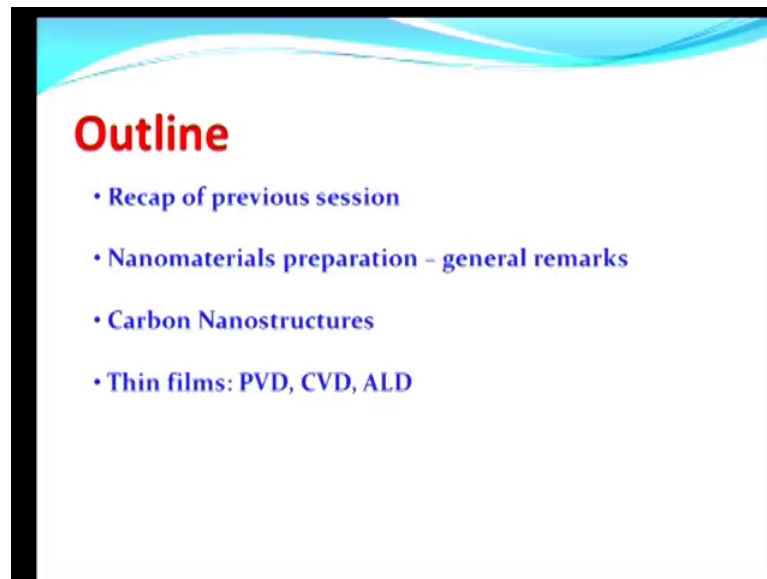 Outline
• Recap of previous session
• Nanomaterials preparation – general remarks
• Carbon Nanostructures
• Thin films: PVD, CVD, ALD